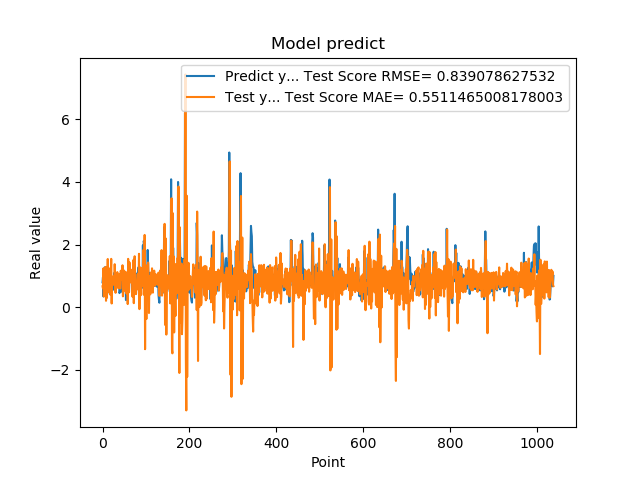 Model predict
Predict y... Test Score RMSE= 0.839078627532
Test y... Test Score MAE= 0.5511465008178003
Real value
6
4
2
0
−2
0 200 400 600 800 1000
Point